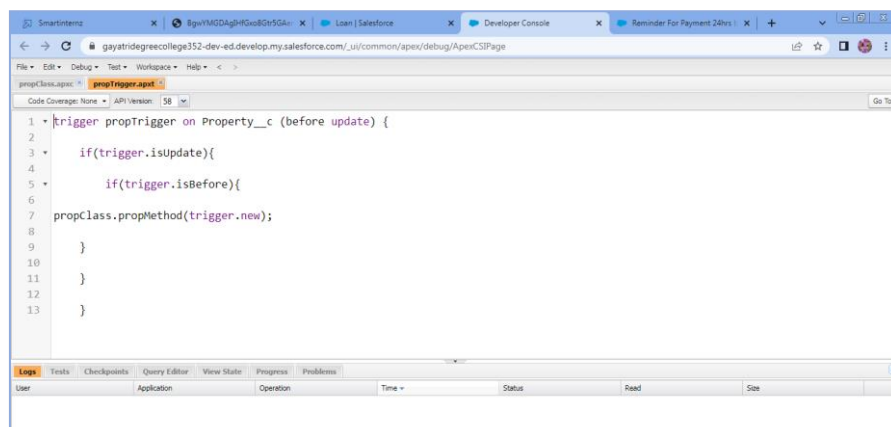 Smartinternz
BgwYMGDAgIHfGxoBGtr5GAs
Loan | Salesforce
Developer Console
Reminder For Payment 24hrs
gayatridegreecollege352-dev-ed.develop.my.salesforce.com/_ui/common/apex/debug/ApexCSIPage
File Edit Debug Test Workspace Help < >
propClass.apxc propTrigger.apxt
Code Coverage: None API Version: 58 Go To
1 trigger propTrigger on Property__c (before update) {
2
3 if(trigger.isUpdate){
4
5 if(trigger.isBefore){
6
7 propClass.propMethod(trigger.new);
8
9 }
10
11 }
12
13 }
Logs Tests Checkpoints Query Editor View State Progress Problems
User Application Operation Time Status Read Size